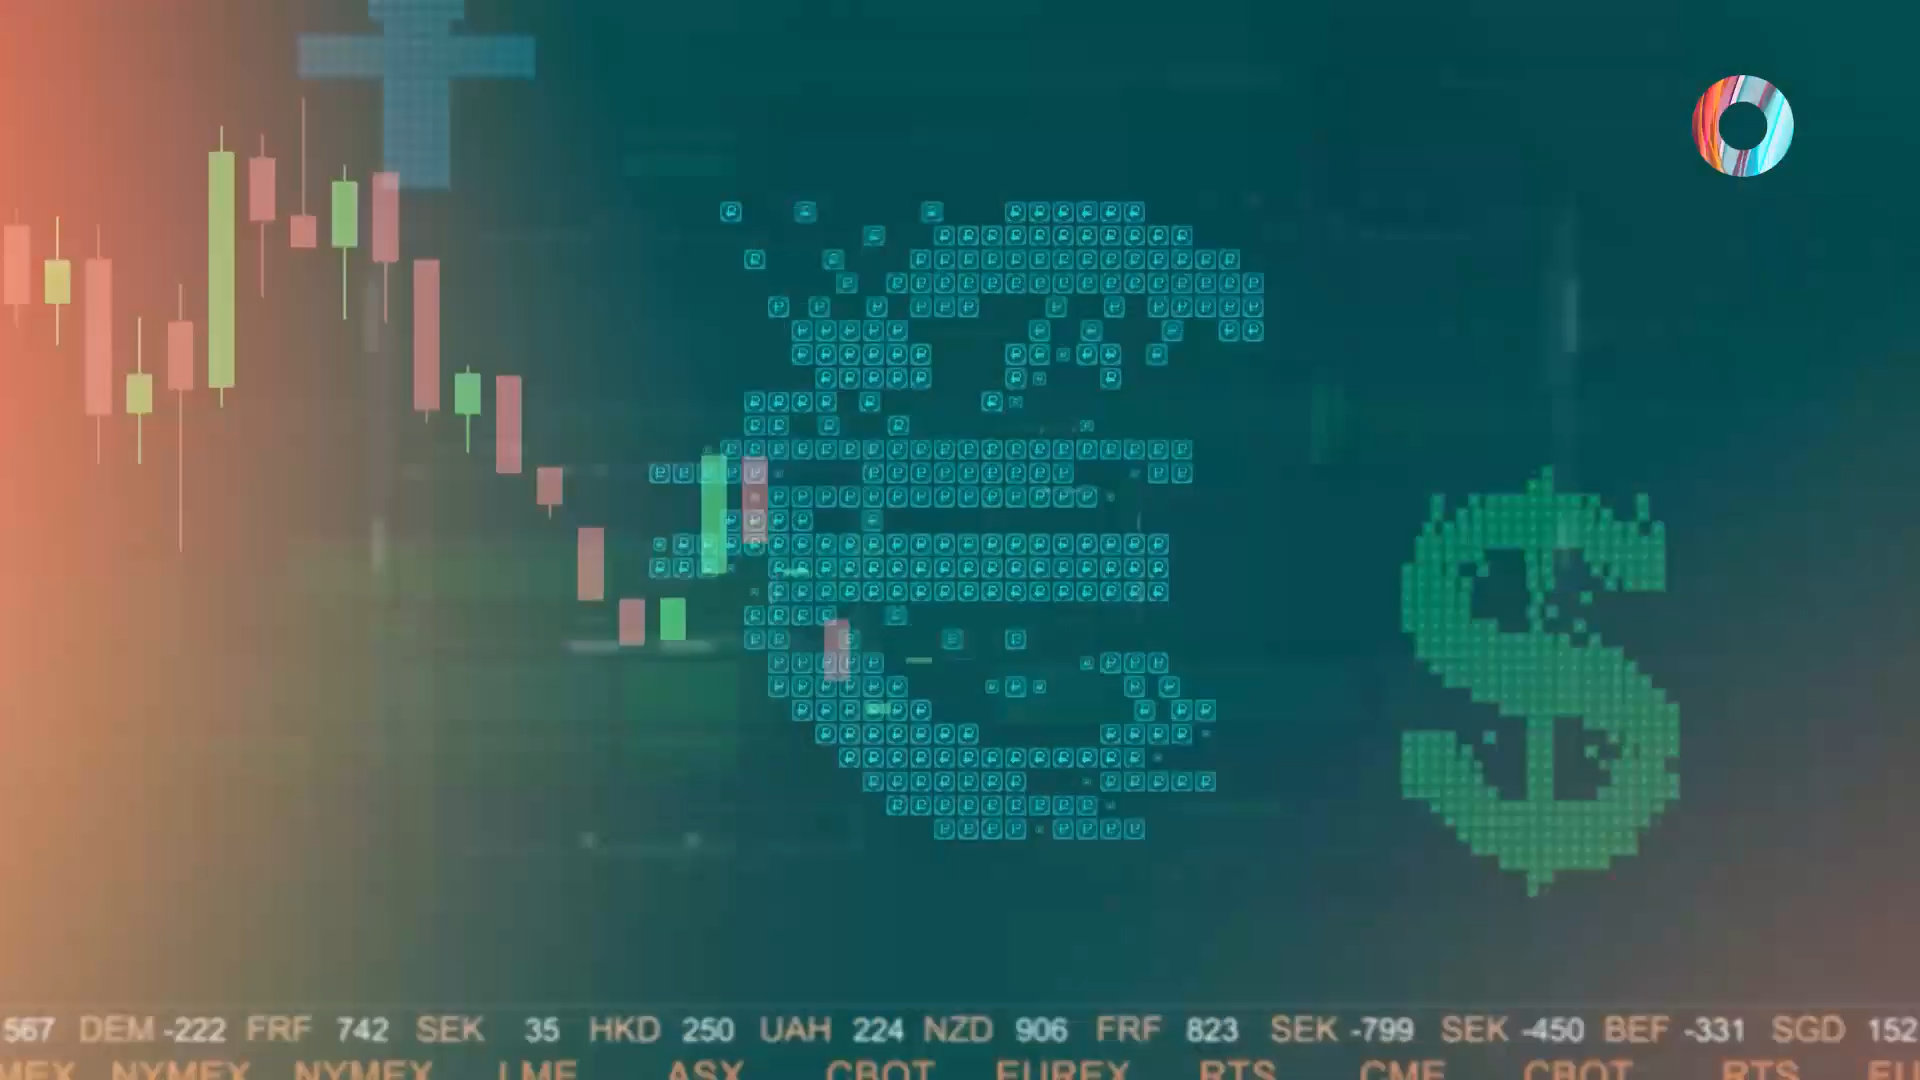 567 DEM -222 FRF 742 SEK 35 HKD 250 UAH 224 NZD 906 FRF 823 SEK -799 SEK -450 BEF -331 SGD 152
NYMEX NYMEX LME ASX CBOT EUREX RTS CME CBOT RTS